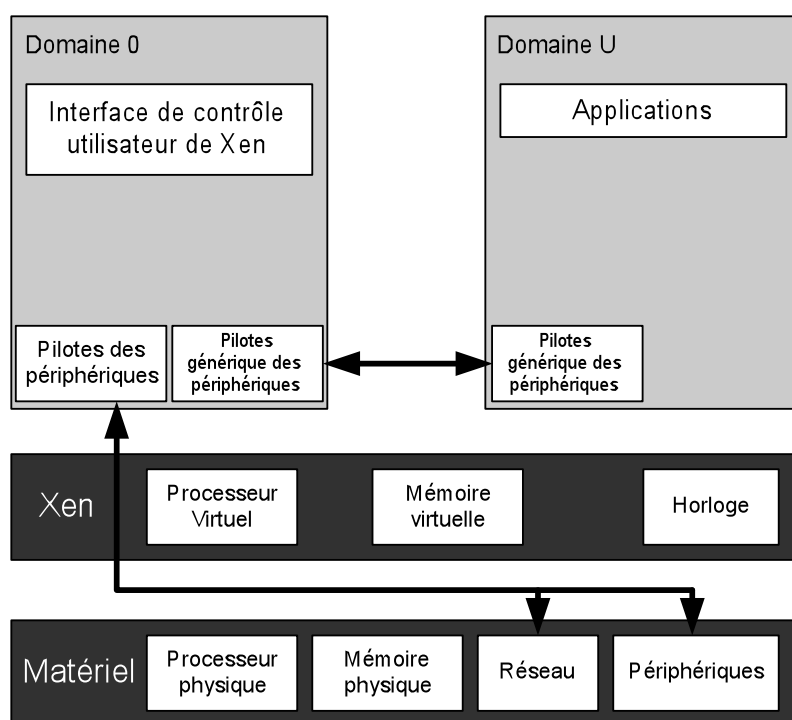 Domaine 0
Interface de contrôle
utilisateur de Xen
Pilotes des
périphériques
Pilotes
générique des
périphériques
Domaine U
Applications
Pilotes
générique des
périphériques
Xen
Processeur
Virtuel
Mémoire
virtuelle
Horloge
Matériel
Processeur
physique
Mémoire
physique
Réseau
Périphériques